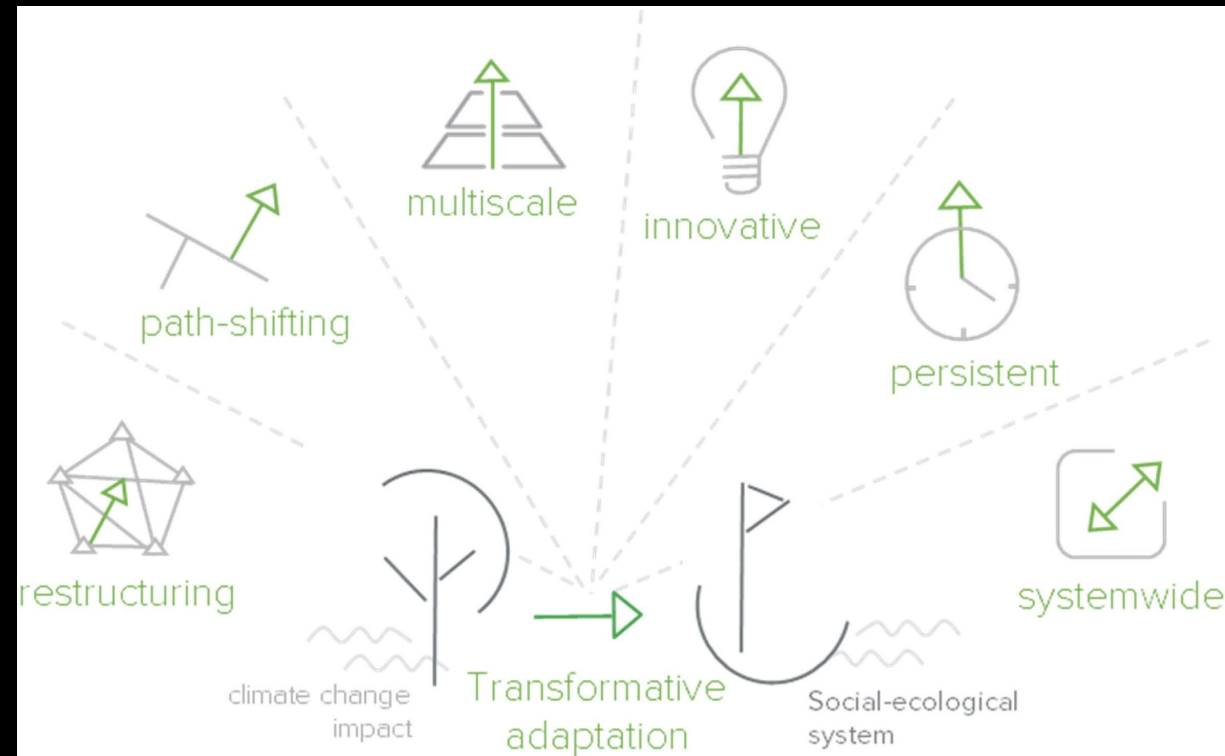 multiscale
innovative
path-shifting
persistent
restructuring
systemwide
climate change
impact
Transformative
adaptation
Social-ecological
system